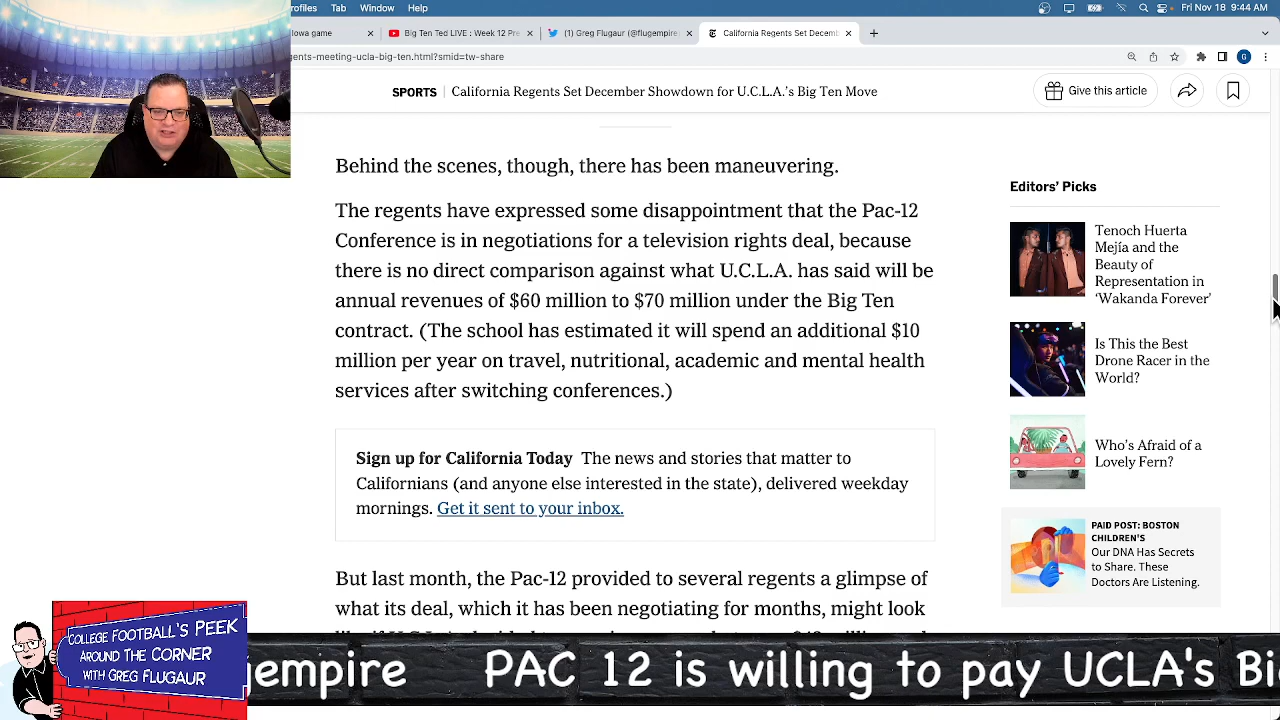 rofiles Tab Window Help
Fri Nov 18 9:44 AM
Iowa game
Big Ten Ted LIVE : Week 12 Pre
(1) Greg Flugaur (@flugempire)
California Regents Set Decemb
ents-meeting-ucla-big-ten.html?smid=tw-share
SPORTS | California Regents Set December Showdown for U.C.L.A.'s Big Ten Move
Give this article
Behind the scenes, though, there has been maneuvering.
The regents have expressed some disappointment that the Pac-12
Conference is in negotiations for a television rights deal, because
there is no direct comparison against what U.C.L.A. has said will be
annual revenues of $60 million to $70 million under the Big Ten
contract. (The school has estimated it will spend an additional $10
million per year on travel, nutritional, academic and mental health
services after switching conferences.)
Sign up for California Today The news and stories that matter to
Californians (and anyone else interested in the state), delivered weekday
mornings. Get it sent to your inbox.
But last month, the Pac-12 provided to several regents a glimpse of
what its deal, which it has been negotiating for months, might look
Editors' Picks
Tenoch Huerta
Mejía and the
Beauty of
Representation in
'Wakanda Forever'
Is This the Best
Drone Racer in the
World?
Who's Afraid of a
Lovely Fern?
PAID POST: BOSTON
CHILDREN'S
Our DNA Has Secrets
to Share. These
Doctors Are Listening.
COLLEGE FOOTBALL'S PEEK
AROUND THE CORNER
WITH GREG FLUGAUR
gempire PAC 12 is willing to pay UCLA's Bi